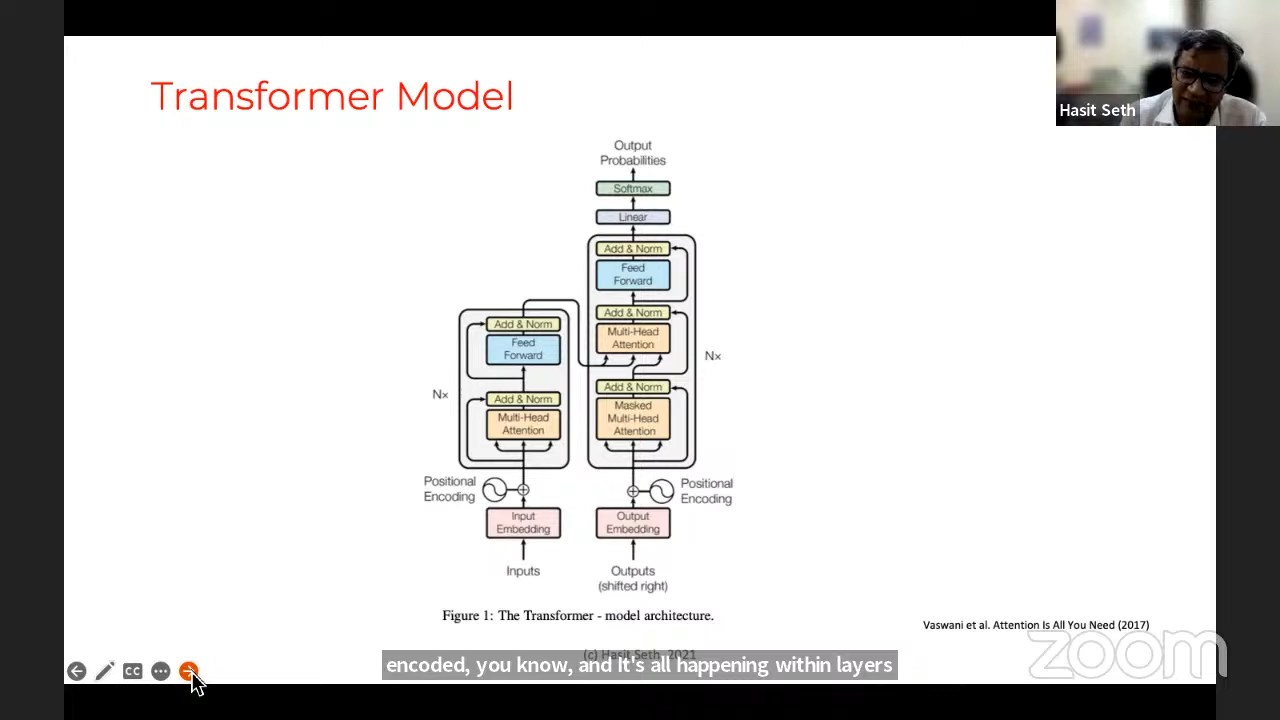 Transformer Model
Hasit Seth
Output
Probabilities
Softmax
Linear
Add & Norm
Feed
Forward
Add & Norm
Multi-Head
Attention
Nx
Add & Norm
Masked
Multi-Head
Attention
Add & Norm
Feed
Forward
Nx
Add & Norm
Multi-Head
Attention
Positional
Encoding
Positional
Encoding
Input
Embedding
Output
Embedding
Inputs
Outputs
(shifted right)
Figure 1: The Transformer - model architecture.
Vaswani et al. Attention Is All You Need (2017)
(c) Hasit Seth, 2021
encoded, you know, and it's all happening within layers
CC
zoom